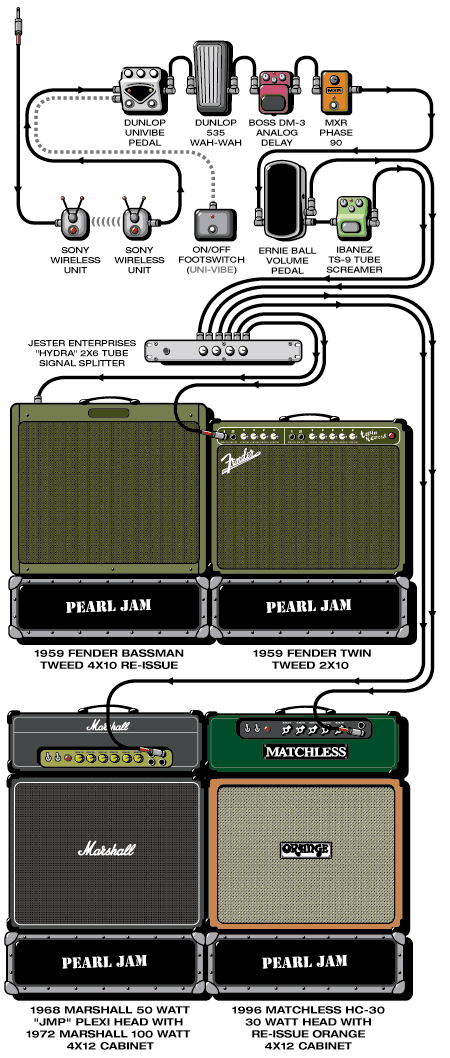 DUNLOP
UNIVIBE
PEDAL
DUNLOP
535
WAH-WAH
BOSS DM-3
ANALOG
DELAY
MXR
MXR
PHASE
90
SONY
WIRELESS
UNIT
SONY
WIRELESS
UNIT
ON/OFF
FOOTSWITCH
(UNI-VIBE)
ERNIE BALL
VOLUME
PEDAL
IBANEZ
TS-9 TUBE
SCREAMER
JESTER ENTERPRISES
"HYDRA" 2X6 TUBE
SIGNAL SPLITTER
Fender
PEARL JAM
PEARL JAM
1959 FENDER BASSMAN
TWEED 4X10 RE-ISSUE
1959 FENDER TWIN
TWEED 2X10
Marshall
MATCHLESS
Marshall
ORANGE
PEARL JAM
PEARL JAM
1968 MARSHALL 50 WATT
"JMP" PLEXI HEAD WITH
1972 MARSHALL 100 WATT
4X12 CABINET
1996 MATCHLESS HC-30
30 WATT HEAD WITH
RE-ISSUE ORANGE
4X12 CABINET